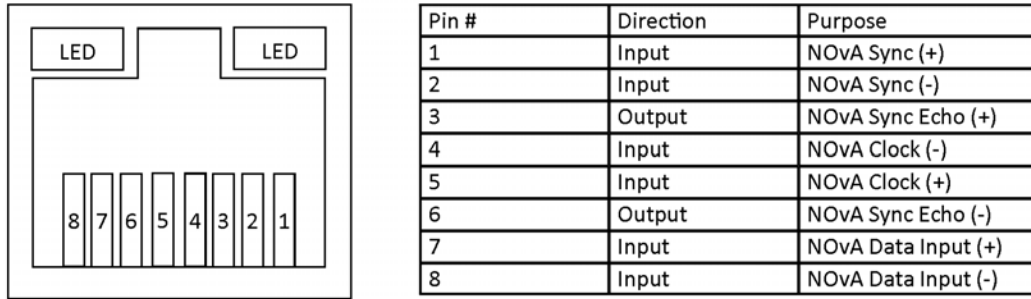 LED LED
8 7 6 5 4 3 2 1
Pin # Direction Purpose
1 Input NOvA Sync (+)
2 Input NOvA Sync (-)
3 Output NOvA Sync Echo (+)
4 Input NOvA Clock (-)
5 Input NOvA Clock (+)
6 Output NOvA Sync Echo (-)
7 Input NOvA Data Input (+)
8 Input NOvA Data Input (-)